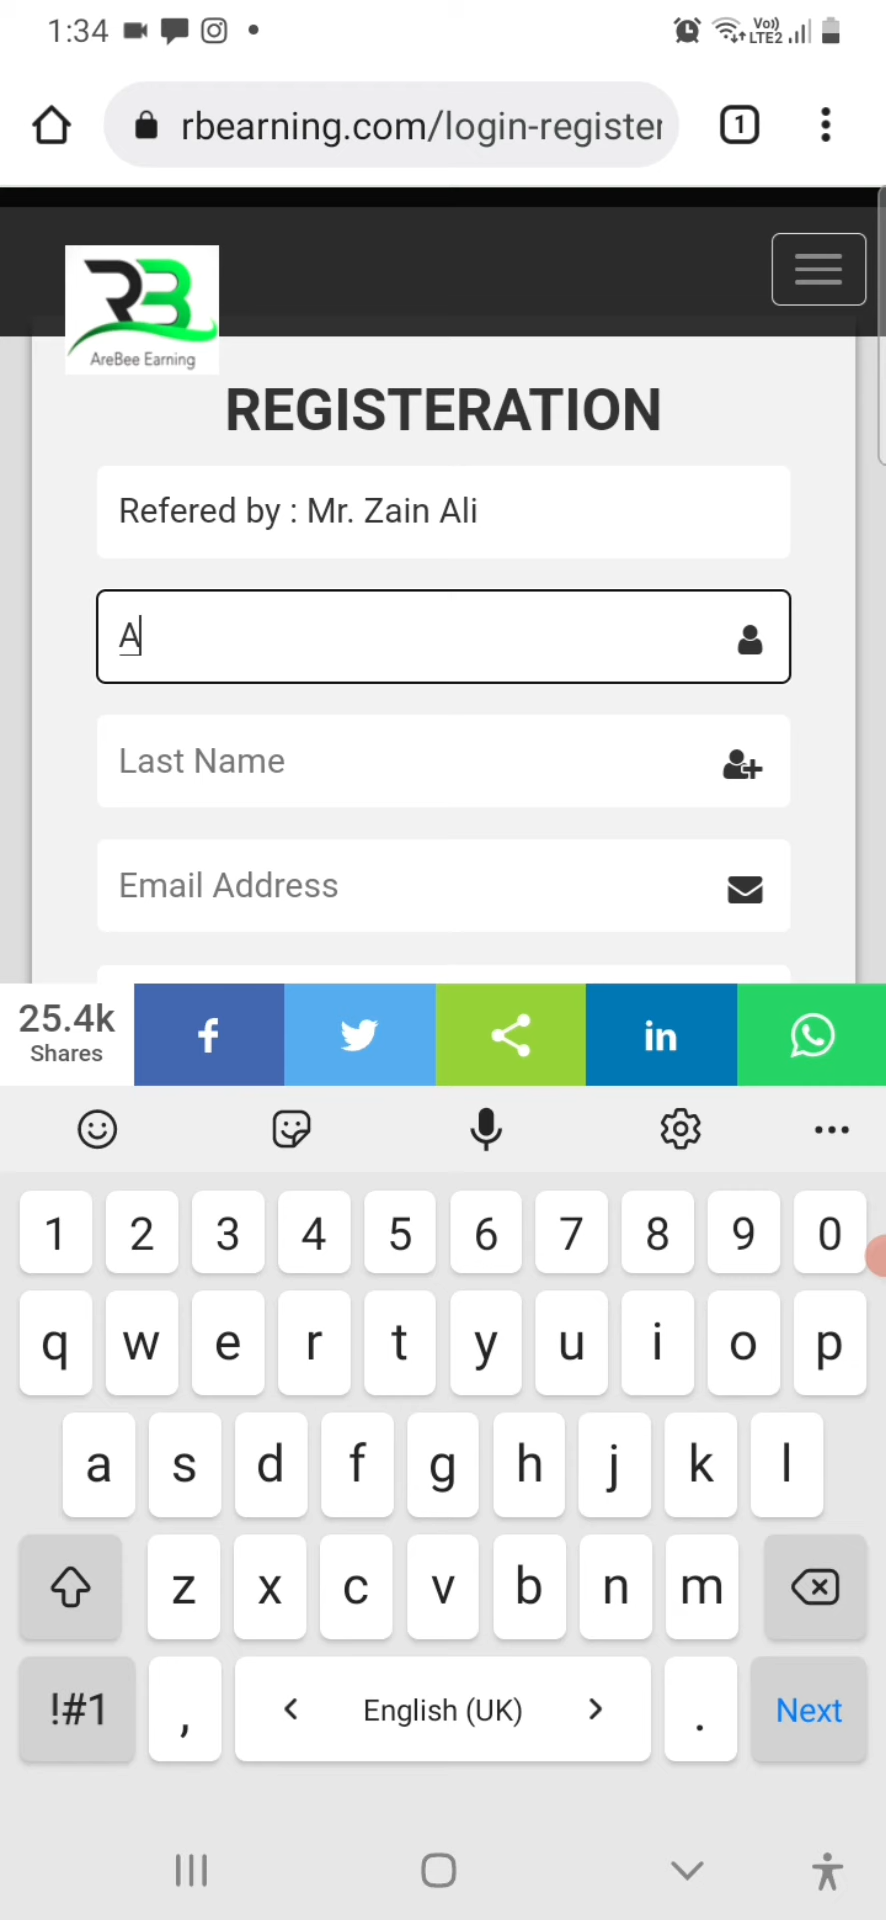 1:34
Vo)) LTE2
rbearning.com/login-register
1
RB
AreBee Earning
REGISTERATION
Refered by : Mr. Zain Ali
A
Last Name
Email Address
25.4k
Shares
f
in
1 2 3 4 5 6 7 8 9 0
q w e r t y u i o p
a s d f g h j k l
z x c v b n m
!#1 , < English (UK) > . Next